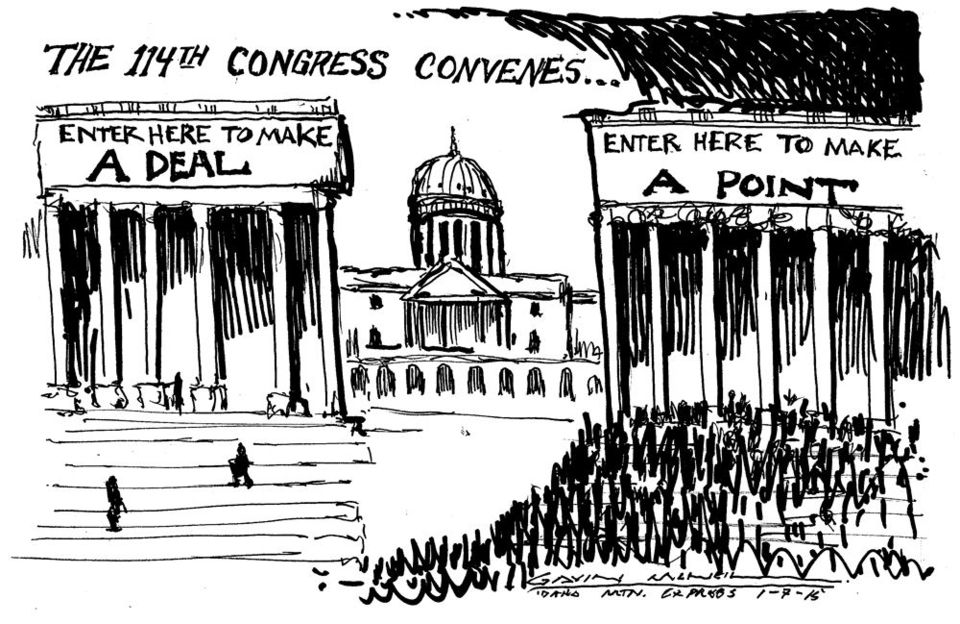 THE 114TH CONGRESS CONVENES...
ENTER HERE TO MAKE
A DEAL
ENTER HERE TO MAKE
A POINT
GAVIN MCNEIL
IDAHO MTN. EXPRESS 1-7-15